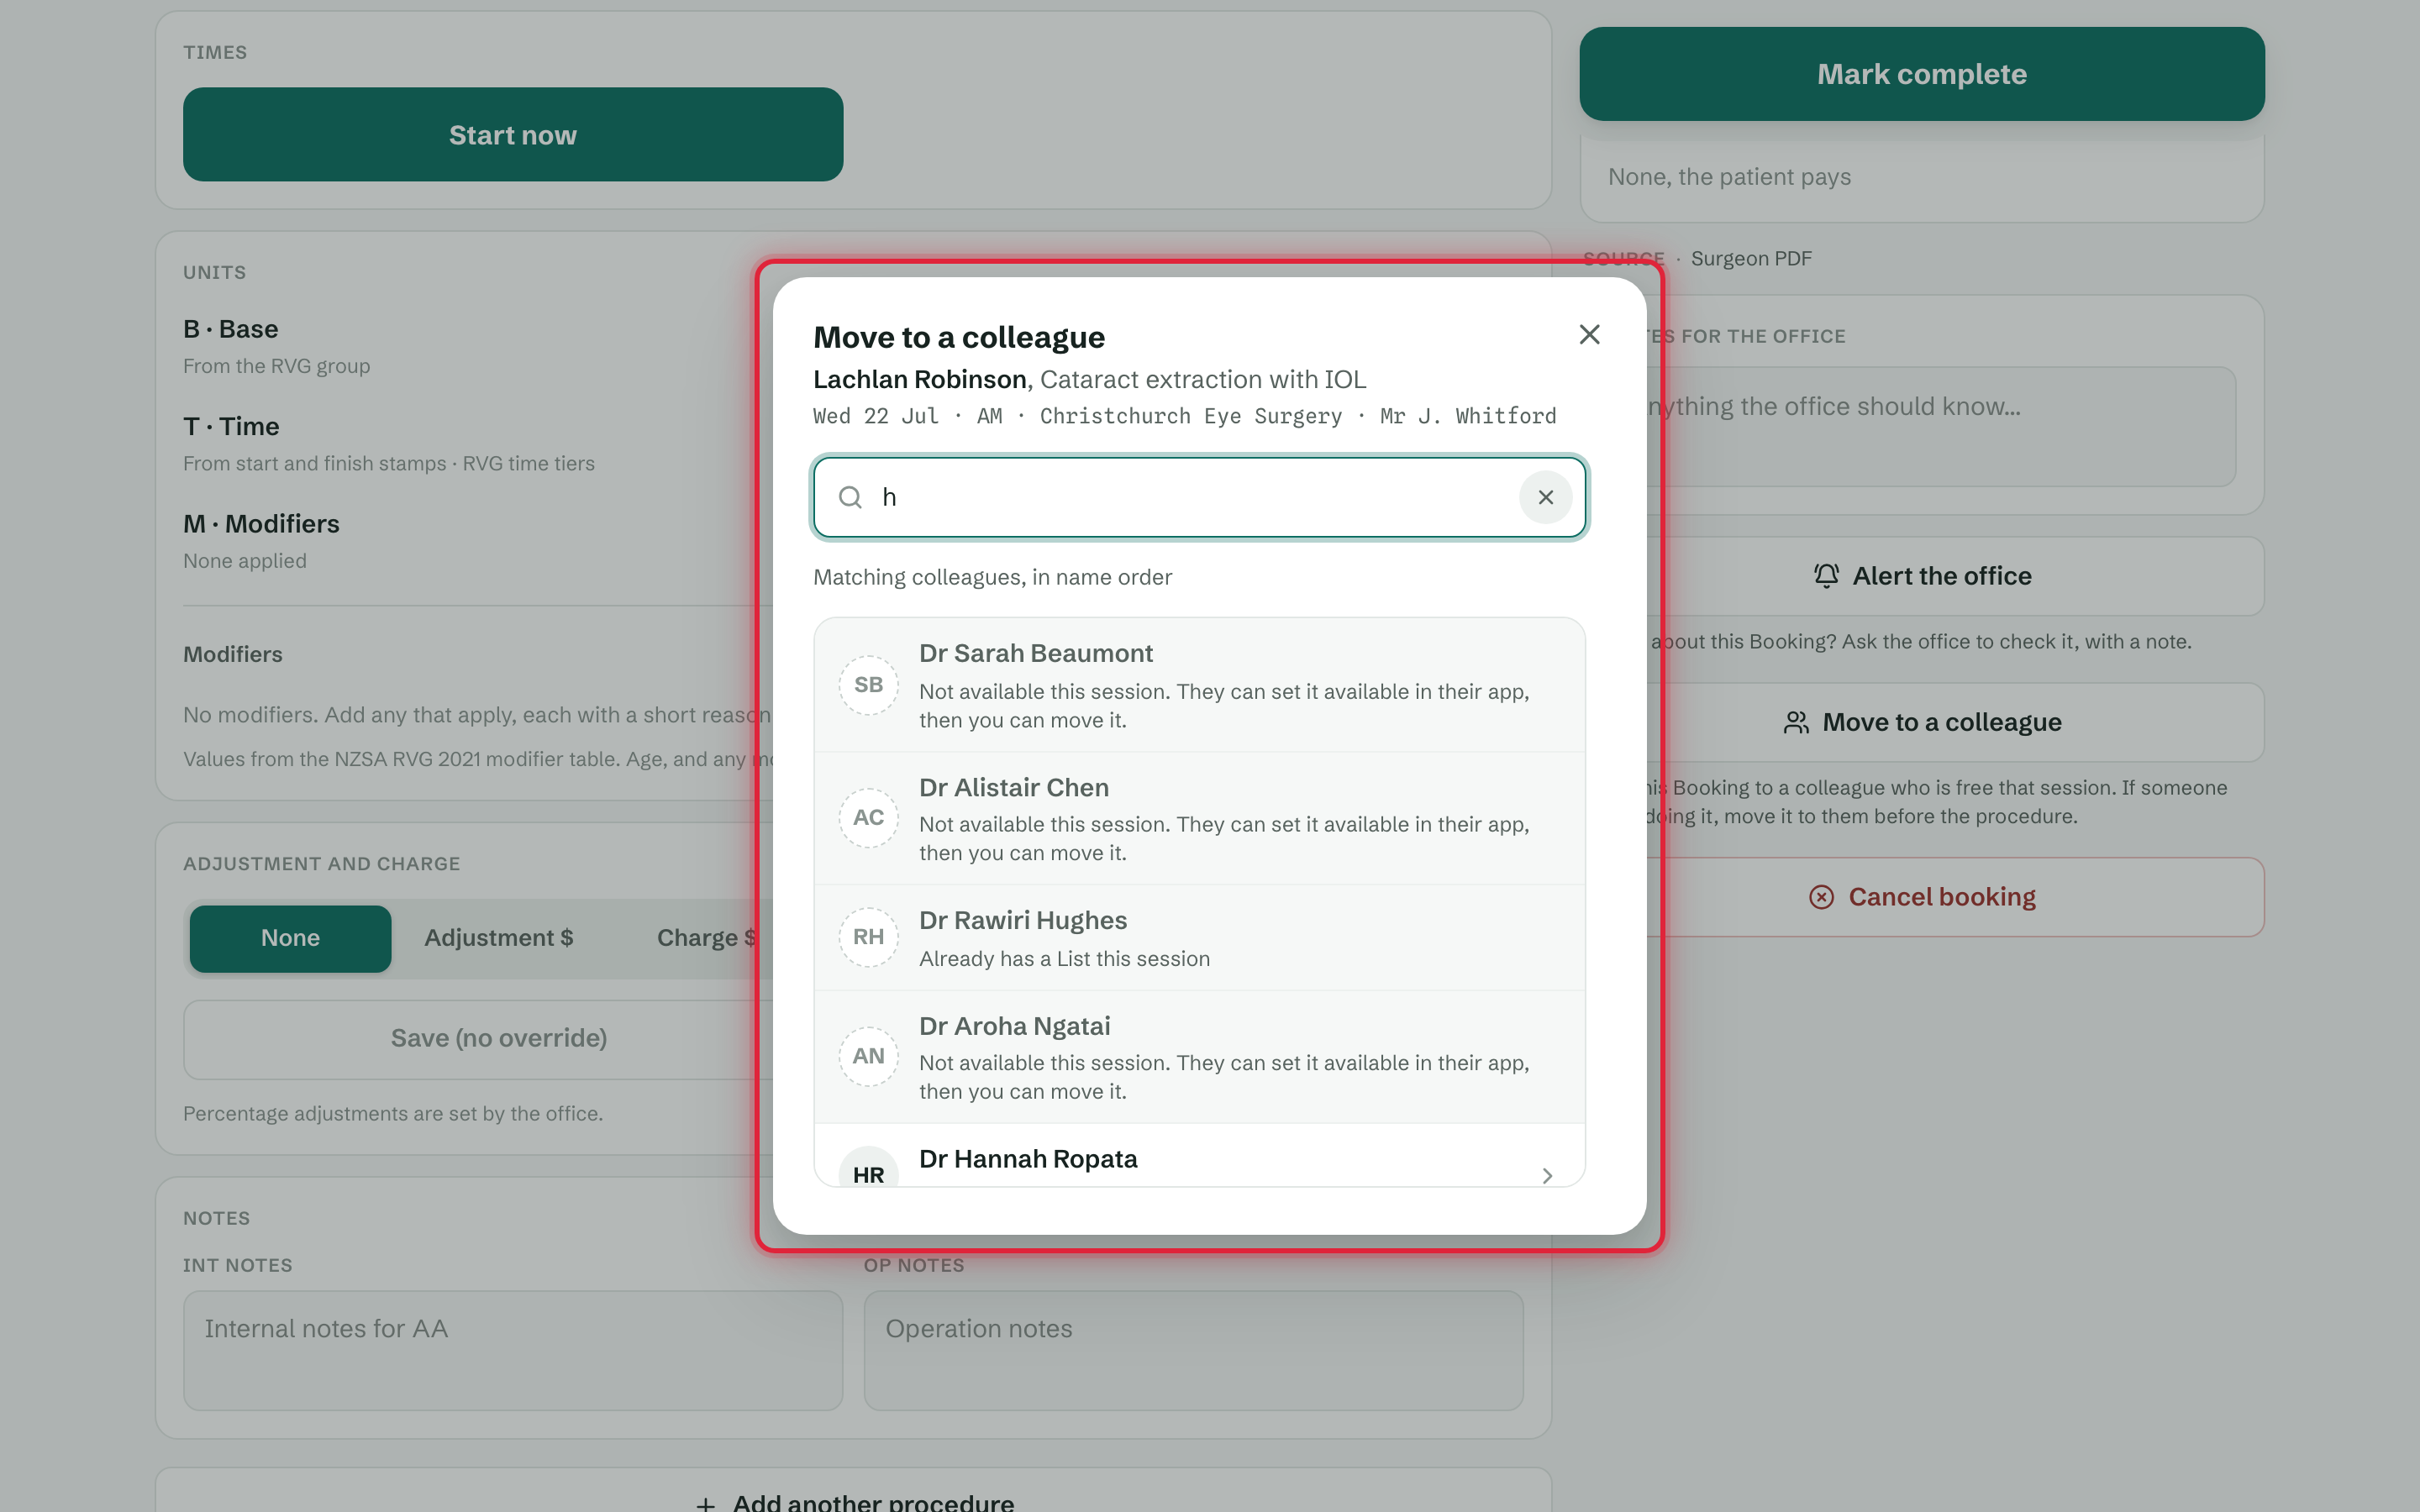 TIMES
Start now
UNITS
B · Base
From the RVG group
T · Time
From start and finish stamps · RVG time tiers
M · Modifiers
None applied
Modifiers
No modifiers. Add any that apply, each with a short reason
Values from the NZSA RVG 2021 modifier table. Age, and any
ADJUSTMENT AND CHARGE
None
Adjustment $
Charge $
Save (no override)
Percentage adjustments are set by the office.
NOTES
INT NOTES
Internal notes for AA
OP NOTES
Operation notes
Add another procedure
Move to a colleague
Lachlan Robinson, Cataract extraction with IOL
Wed 22 Jul · AM · Christchurch Eye Surgery · Mr J. Whitford
h
Matching colleagues, in name order
SB
Dr Sarah Beaumont
Not available this session. They can set it available in their app,
then you can move it.
AC
Dr Alistair Chen
Not available this session. They can set it available in their app,
then you can move it.
RH
Dr Rawiri Hughes
Already has a List this session
AN
Dr Aroha Ngatai
Not available this session. They can set it available in their app,
then you can move it.
HR
Dr Hannah Ropata
Mark complete
None, the patient pays
SOURCE · Surgeon PDF
FOR THE OFFICE
the office should know...
Alert the office
about this Booking? Ask the office to check it, with a note.
Move to a colleague
Booking to a colleague who is free that session. If someone
doing it, move it to them before the procedure.
Cancel booking